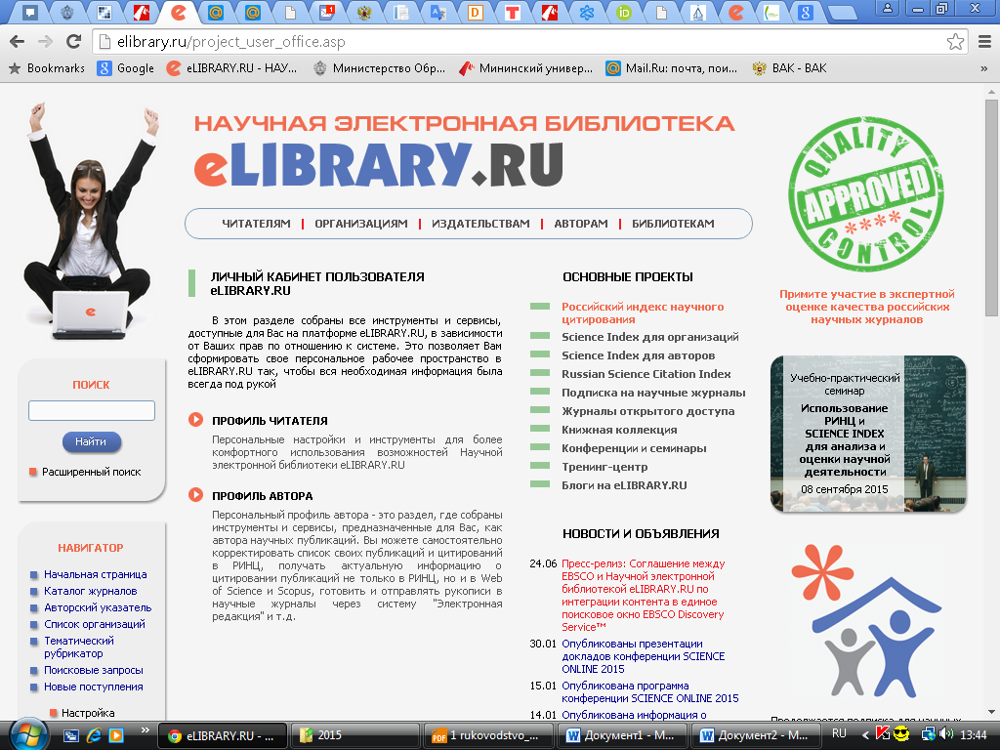 elibrary.ru/project_user_office.asp
Bookmarks
Google
eLIBRARY.RU - НАУ...
Министерство Обр...
Мининский универ...
Mail.Ru: почта, пои...
ВАК - ВАК
»
НАУЧНАЯ ЭЛЕКТРОННАЯ БИБЛИОТЕКА
eLIBRARY.RU
ЧИТАТЕЛЯМ | ОРГАНИЗАЦИЯМ | ИЗДАТЕЛЬСТВАМ | АВТОРАМ | БИБЛИОТЕКАМ
ПОИСК
Найти
Расширенный поиск
НАВИГАТОР
Начальная страница
Каталог журналов
Авторский указатель
Список организаций
Тематический
рубрикатор
Поисковые запросы
Новые поступления
Настройка
ЛИЧНЫЙ КАБИНЕТ ПОЛЬЗОВАТЕЛЯ
eLIBRARY.RU
В этом разделе собраны все инструменты и сервисы,
доступные для Вас на платформе eLIBRARY.RU, в зависимости
от Ваших прав по отношению к системе. Это позволяет Вам
сформировать свое персональное рабочее пространство в
eLIBRARY.RU так, чтобы вся необходимая информация была
всегда под рукой
ПРОФИЛЬ ЧИТАТЕЛЯ
Персональные настройки и инструменты для более
комфортного использования возможностей Научной
электронной библиотеки eLIBRARY.RU
ПРОФИЛЬ АВТОРА
Персональный профиль автора - это раздел, где собраны
инструменты и сервисы, предназначенные для Вас, как
автора научных публикаций. Вы можете самостоятельно
корректировать список своих публикаций и цитирований
в РИНЦ, получать актуальную информацию о
цитировании публикаций не только в РИНЦ, но и в Web
of Science и Scopus, готовить и отправлять рукописи в
научные журналы через систему "Электронная
редакция" и т.д.
ОСНОВНЫЕ ПРОЕКТЫ
Российский индекс научного
цитирования
Science Index для организаций
Science Index для авторов
Russian Science Citation Index
Подписка на научные журналы
Журналы открытого доступа
Книжная коллекция
Конференции и семинары
Тренинг-центр
Блоги на eLIBRARY.RU
НОВОСТИ И ОБЪЯВЛЕНИЯ
24.06 Пресс-релиз: Соглашение между
EBSCO и Научной электронной
библиотекой eLIBRARY.RU по
интеграции контента в единое
поисковое окно EBSCO Discovery
Service™
30.01 Опубликованы презентации
докладов конференции SCIENCE
ONLINE 2015
15.01 Опубликована программа
конференции SCIENCE ONLINE 2015
14.01 Опубликована информация о
QUALITY
APPROVED
CONTROL
Примите участие в экспертной
оценке качества российских
научных журналов
Учебно-практический
семинар
Использование
РИНЦ и
SCIENCE INDEX
для анализа и
оценки научной
деятельности
08 сентября 2015
Продолжается подписка для научных
»
eLIBRARY.RU - ...
2015
1 rukovodstvo_...
Документ1 - M...
Документ2 - M...
RU
13:44